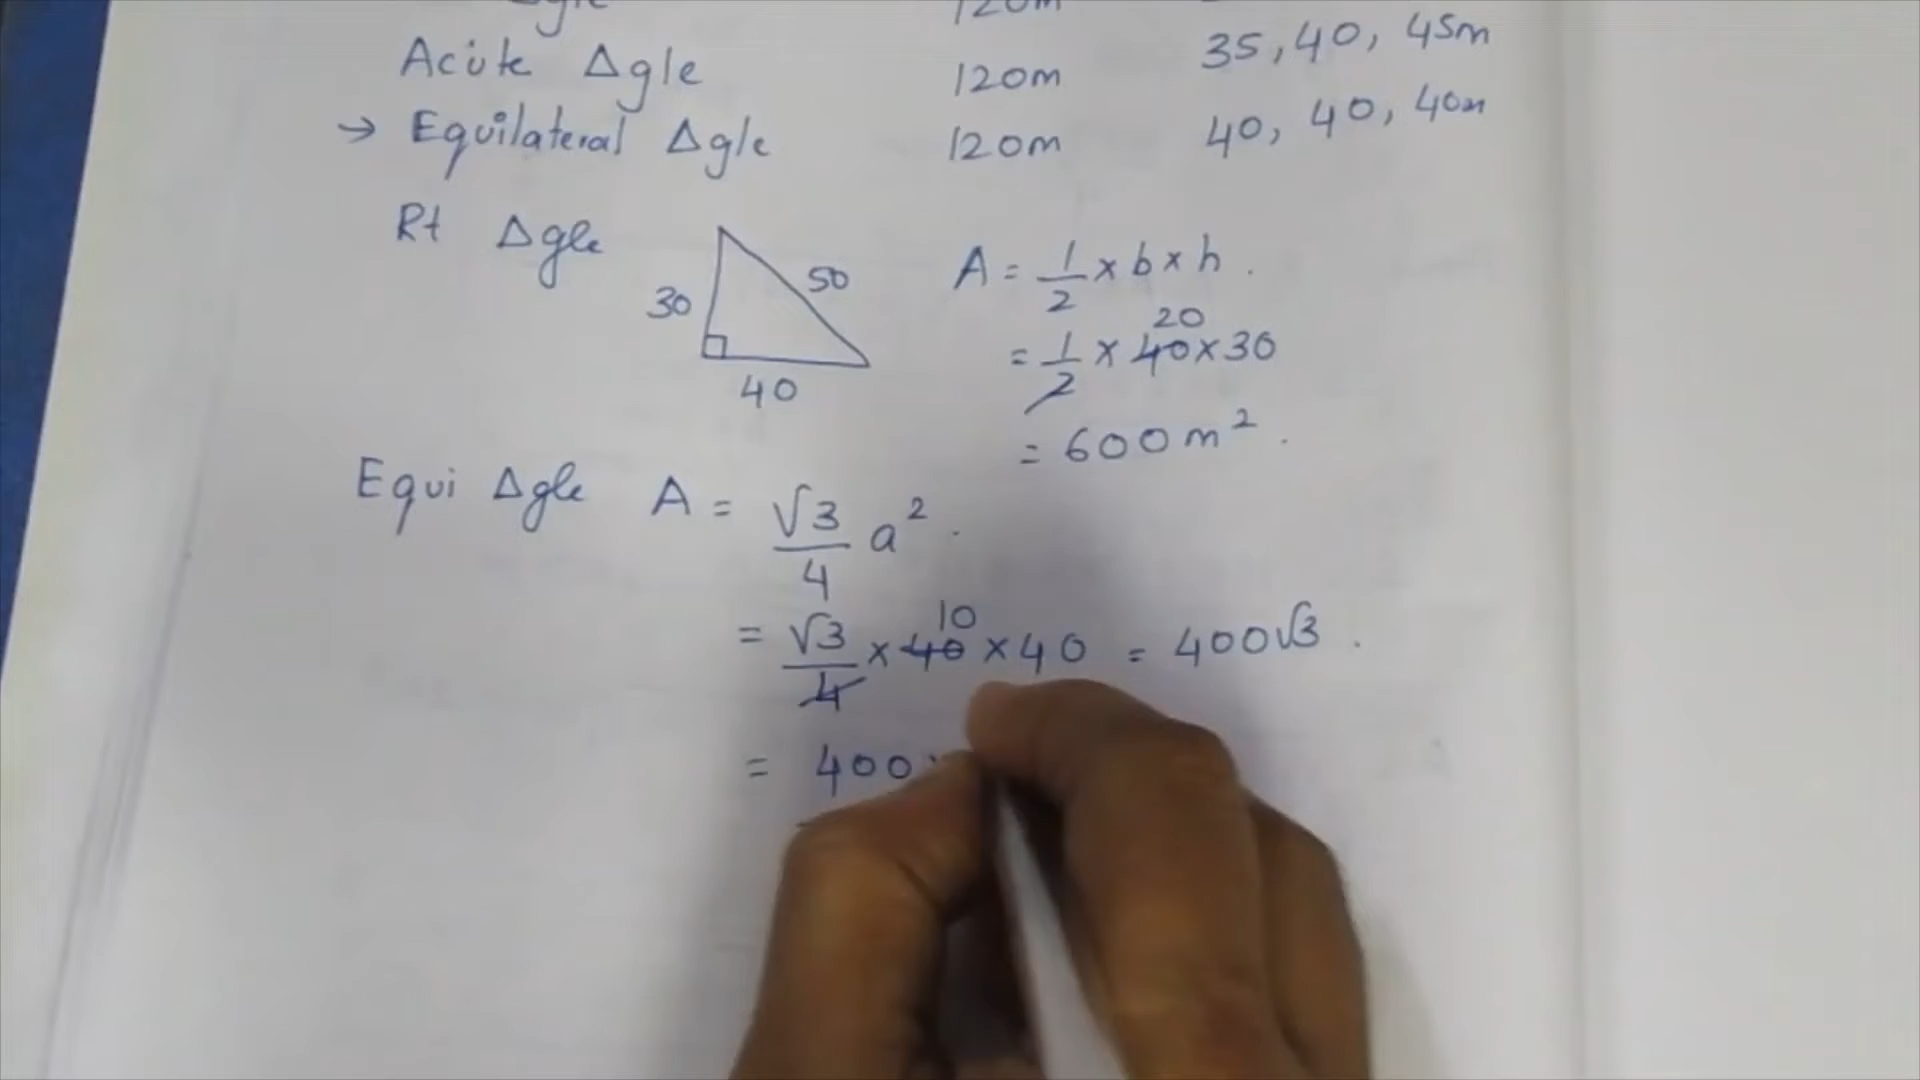 120m
Acute Δgle 120m 35, 40, 45m
→ Equilateral Δgle 120m 40, 40, 40m
Rt Δgle
30
50
40
A = 1/2 × b × h .
20
= 1/2 × 40 × 30
= 600 m² .
Equi Δgle A = √3/4 a² .
10
= √3/4 × 40 × 40 = 400√3 .
= 400